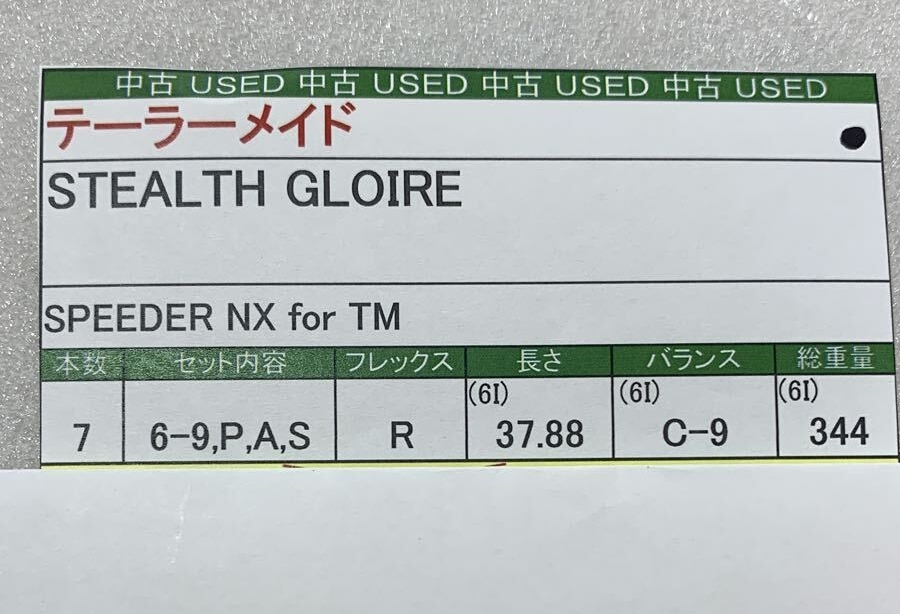 中古 USED 中古 USED 中古 USED 中古 USED
テーラーメイド
STEALTH GLOIRE
SPEEDER NX for TM
本数 セット内容 フレックス 長さ バランス 総重量
(6I) (6I) (6I)
7 6-9,P,A,S R 37.88 C-9 344